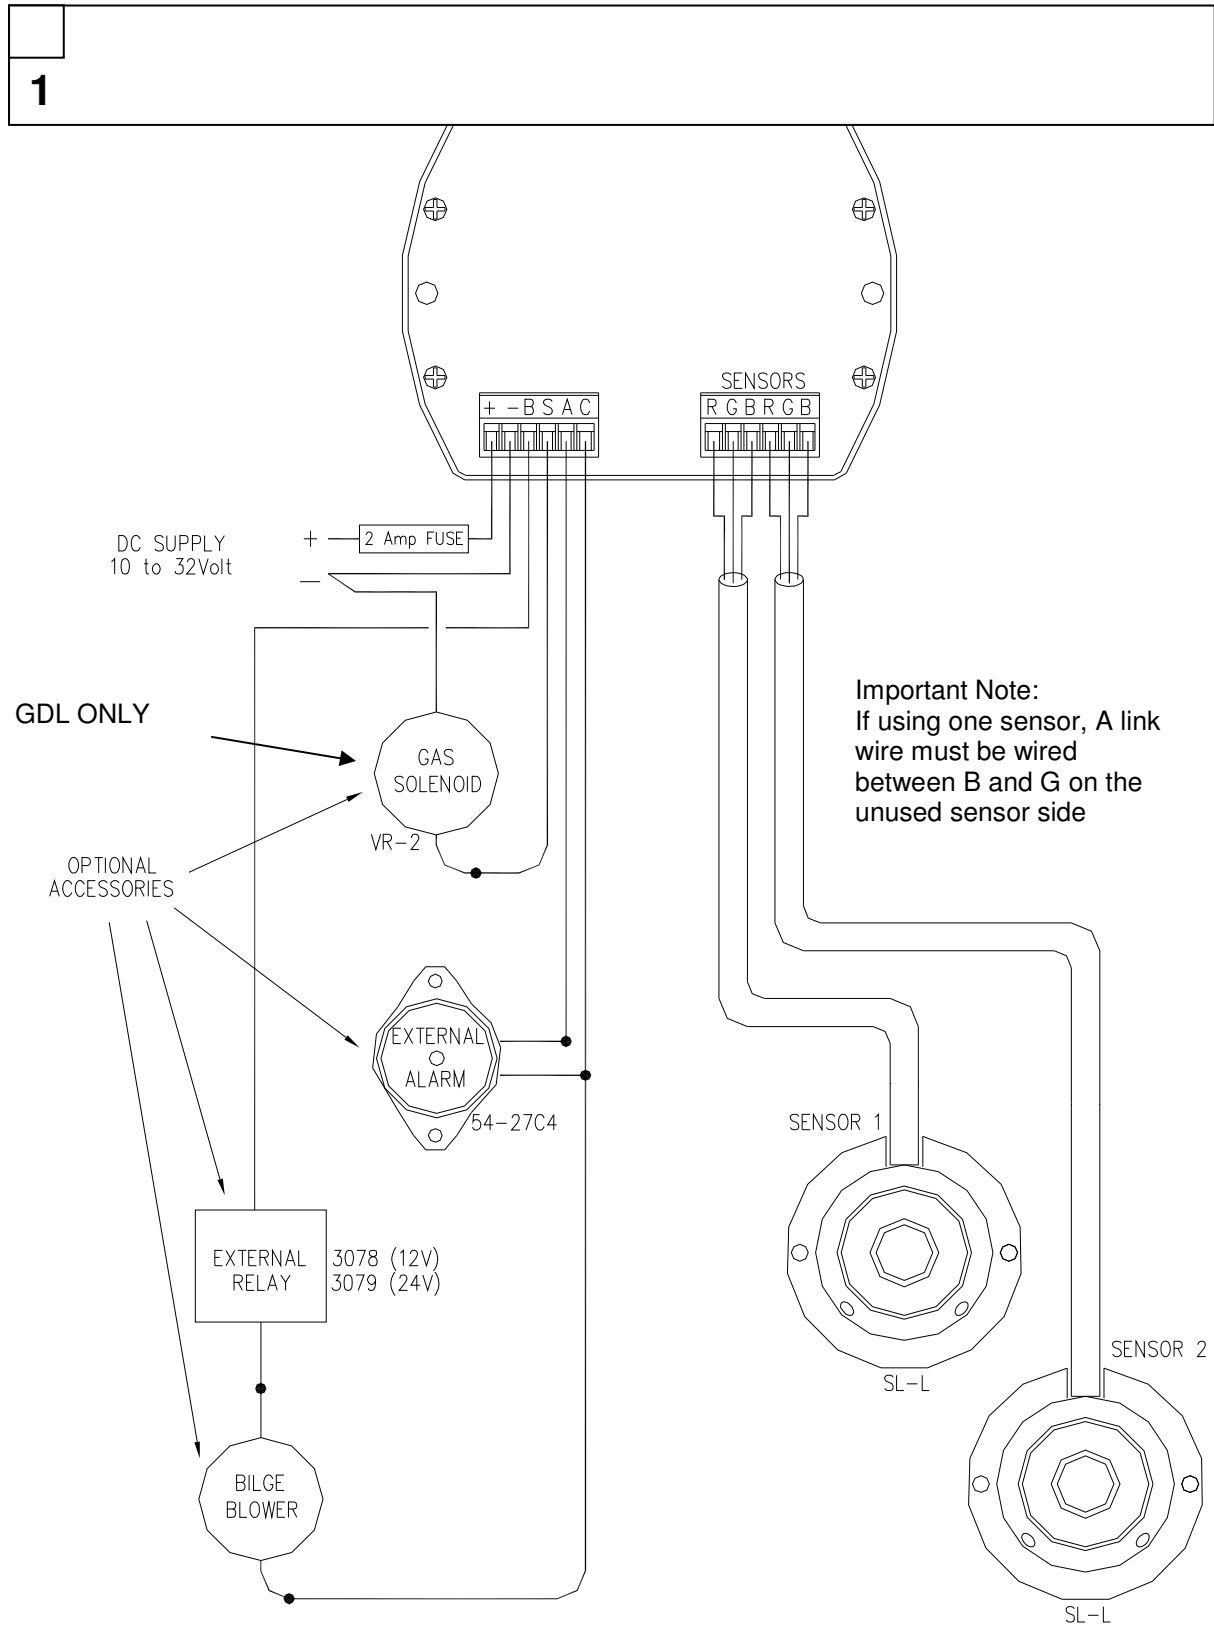 1
SENSORS
+ - B S A C
R G B R G B
DC SUPPLY
10 to 32Volt
+
2 Amp FUSE
−
GDL ONLY
GAS
SOLENOID
VR-2
Important Note:
If using one sensor, A link
wire must be wired
between B and G on the
unused sensor side
OPTIONAL
ACCESSORIES
EXTERNAL
ALARM
54-27C4
SENSOR 1
EXTERNAL
RELAY
3078 (12V)
3079 (24V)
SENSOR 2
SL-L
BILGE
BLOWER
SL-L